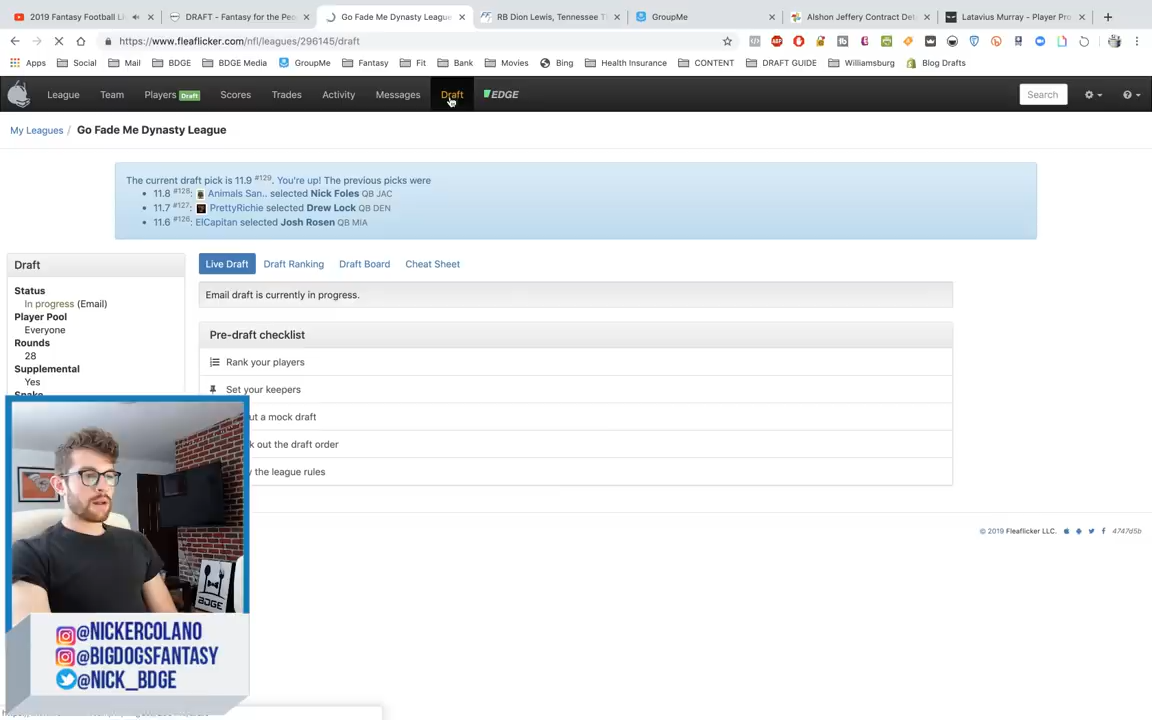 2019 Fantasy Football Li
DRAFT - Fantasy for the Peo
Go Fade Me Dynasty League
RB Dion Lewis, Tennessee T
GroupMe
Alshon Jeffery Contract Det
Latavius Murray - Player Pro
https://www.fleaflicker.com/nfl/leagues/296145/draft
Apps
Social
Mail
BDGE
BDGE Media
GroupMe
Fantasy
Fit
Bank
Movies
Bing
Health Insurance
CONTENT
DRAFT GUIDE
Williamsburg
Blog Drafts
League
Team
Players Draft
Scores
Trades
Activity
Messages
Draft
EDGE
Search
My Leagues / Go Fade Me Dynasty League
The current draft pick is 11.9 #129. You're up! The previous picks were
11.8 #128: Animals San.. selected Nick Foles QB JAC
11.7 #127: PrettyRichie selected Drew Lock QB DEN
11.6 #126: ElCapitan selected Josh Rosen QB MIA
Draft
Status
In progress (Email)
Player Pool
Everyone
Rounds
28
Supplemental
Yes
Live Draft
Draft Ranking
Draft Board
Cheat Sheet
Email draft is currently in progress.
Pre-draft checklist
Rank your players
Set your keepers
ut a mock draft
k out the draft order
y the league rules
© 2019 Fleaflicker LLC.
4747d5b
BDGE
@NICKERCOLANO
@BIGDOGSFANTASY
@NICK_BDGE